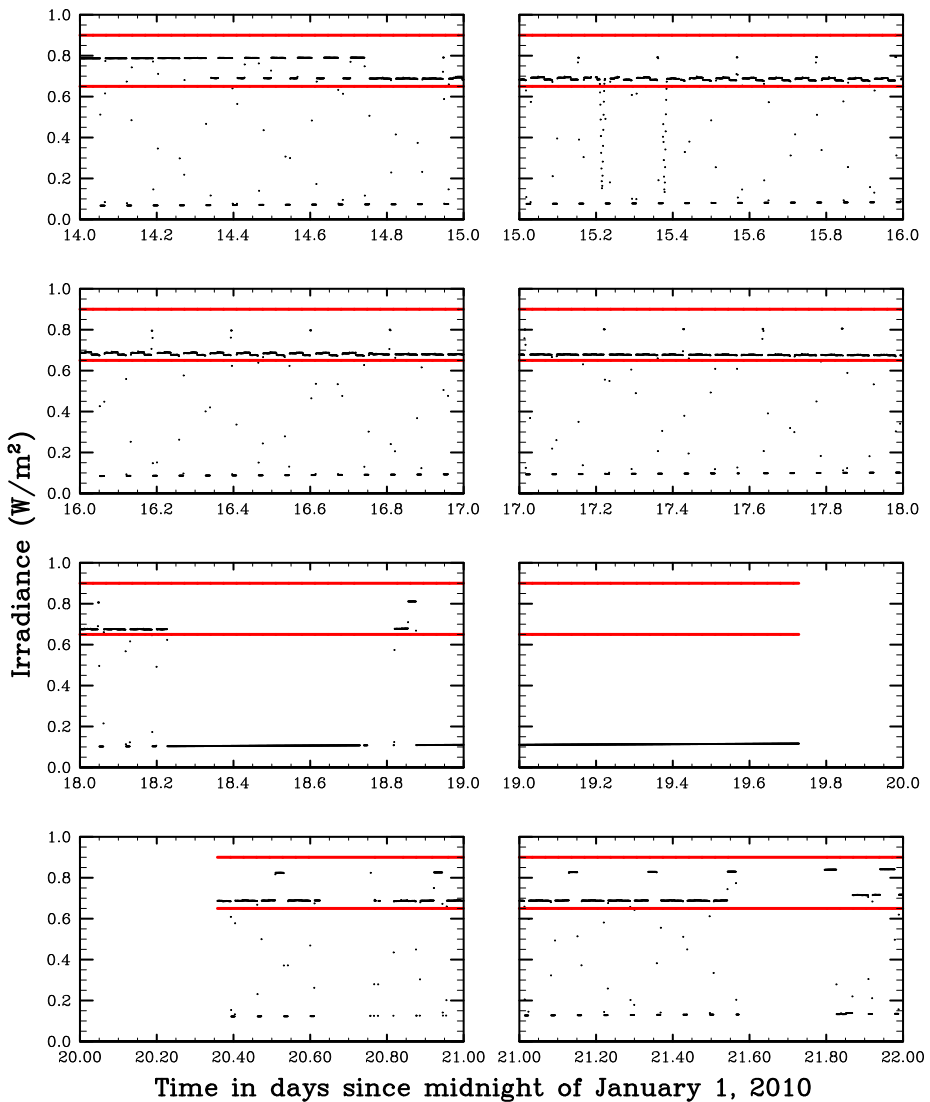 1.0
0.8
0.6
0.4
0.2
0.0
14.0 14.2 14.4 14.6 14.8 15.0
15.0 15.2 15.4 15.6 15.8 16.0
1.0
0.8
0.6
0.4
0.2
0.0
16.0 16.2 16.4 16.6 16.8 17.0
17.0 17.2 17.4 17.6 17.8 18.0
Irradiance (W/m²)
1.0
0.8
0.6
0.4
0.2
0.0
18.0 18.2 18.4 18.6 18.8 19.0
19.0 19.2 19.4 19.6 19.8 20.0
1.0
0.8
0.6
0.4
0.2
0.0
20.00 20.20 20.40 20.60 20.80 21.00
21.00 21.20 21.40 21.60 21.80 22.00
Time in days since midnight of January 1, 2010